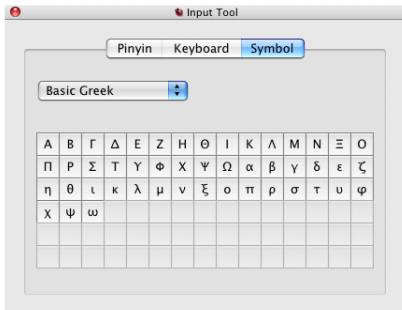 Input Tool
Pinyin Keyboard Symbol
Basic Greek
Α Β Γ Δ Ε Ζ Η Θ Ι Κ Λ Μ Ν Ξ Ο
Π Ρ Σ Τ Υ Φ Χ Ψ Ω α β γ δ ε ζ
η θ ι κ λ μ ν ξ ο π ρ σ τ υ φ
χ ψ ω